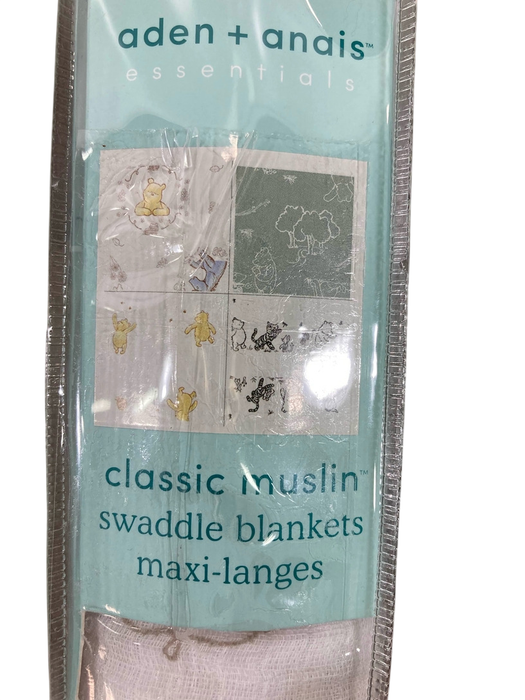 aden + anais™
essentials
classic muslin™
swaddle blankets
maxi-langes